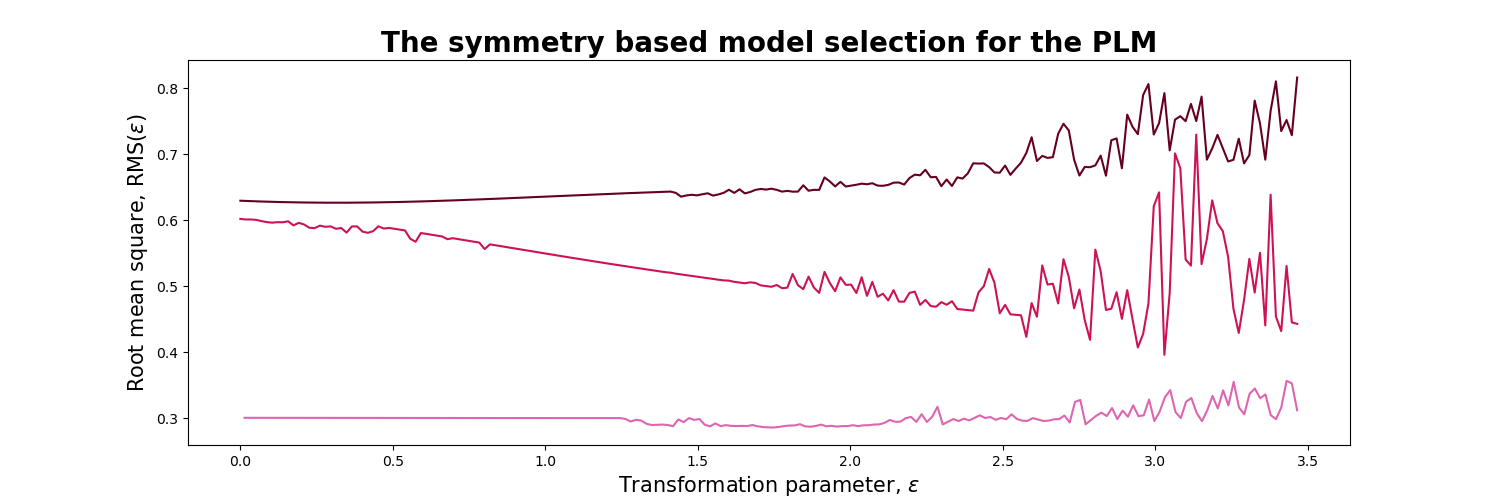 The symmetry based model selection for the PLM
Root mean square, RMS(ε)
0.8
0.7
0.6
0.5
0.4
0.3
0.0 0.5 1.0 1.5 2.0 2.5 3.0 3.5
Transformation parameter, ε